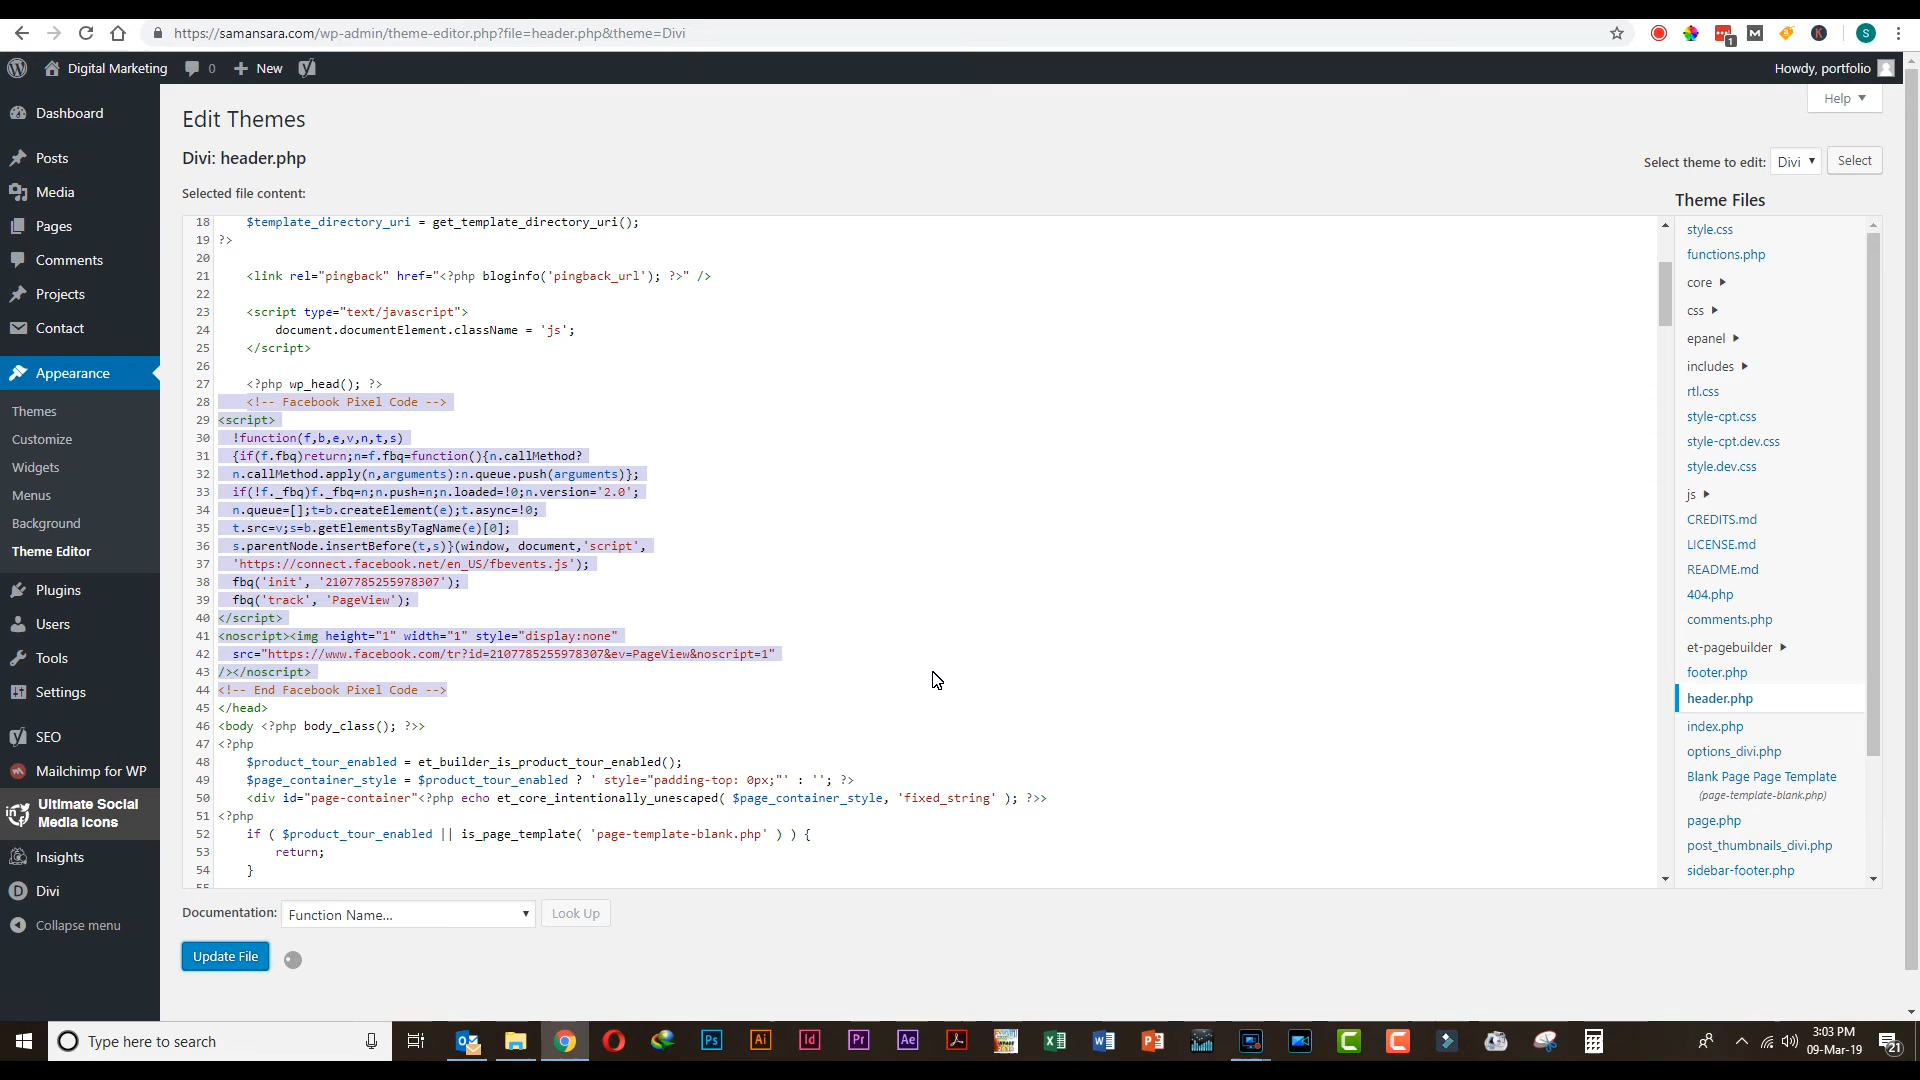 https://samansara.com/wp-admin/theme-editor.php?file=header.php&theme=Divi
1
M
K
S
Digital Marketing
0
New
Howdy, portfolio
Help
Dashboard
Posts
Media
Pages
Comments
Projects
Contact
Appearance
Themes
Customize
Widgets
Menus
Background
Theme Editor
Plugins
Users
Tools
Settings
SEO
Mailchimp for WP
Ultimate Social
Media Icons
Insights
Divi
Collapse menu
Edit Themes
Divi: header.php
Select theme to edit: Divi Select
Selected file content:
18 $template_directory_uri = get_template_directory_uri();
19 ?>
20
21 <link rel="pingback" href="<?php bloginfo('pingback_url'); ?>" />
22
23 <script type="text/javascript">
24 document.documentElement.className = 'js';
25 </script>
26
27 <?php wp_head(); ?>
28 <!-- Facebook Pixel Code -->
29 <script>
30 !function(f,b,e,v,n,t,s)
31 {if(f.fbq)return;n=f.fbq=function(){n.callMethod?
32 n.callMethod.apply(n,arguments):n.queue.push(arguments)};
33 if(!f._fbq)f._fbq=n;n.push=n;n.loaded=!0;n.version='2.0';
34 n.queue=[];t=b.createElement(e);t.async=!0;
35 t.src=v;s=b.getElementsByTagName(e)[0];
36 s.parentNode.insertBefore(t,s)}(window, document,'script',
37 'https://connect.facebook.net/en_US/fbevents.js');
38 fbq('init', '2107785255978307');
39 fbq('track', 'PageView');
40 </script>
41 <noscript><img height="1" width="1" style="display:none"
42 src="https://www.facebook.com/tr?id=2107785255978307&ev=PageView&noscript=1"
43 /></noscript>
44 <!-- End Facebook Pixel Code -->
45 </head>
46 <body <?php body_class(); ?>>
47 <?php
48 $product_tour_enabled = et_builder_is_product_tour_enabled();
49 $page_container_style = $product_tour_enabled ? ' style="padding-top: 0px;"' : ''; ?>
50 <div id="page-container"<?php echo et_core_intentionally_unescaped( $page_container_style, 'fixed_string' ); ?>>
51 <?php
52 if ( $product_tour_enabled || is_page_template( 'page-template-blank.php' ) ) {
53 return;
54 }
55
Theme Files
style.css
functions.php
core
css
epanel
includes
rtl.css
style-cpt.css
style-cpt.dev.css
style.dev.css
js
CREDITS.md
LICENSE.md
README.md
404.php
comments.php
et-pagebuilder
footer.php
header.php
index.php
options_divi.php
Blank Page Page Template
(page-template-blank.php)
page.php
post_thumbnails_divi.php
sidebar-footer.php
Documentation: Function Name... Look Up
Update File
Type here to search
Ps
Ai
Id
Pr
Ae
3:03 PM
09-Mar-19
21